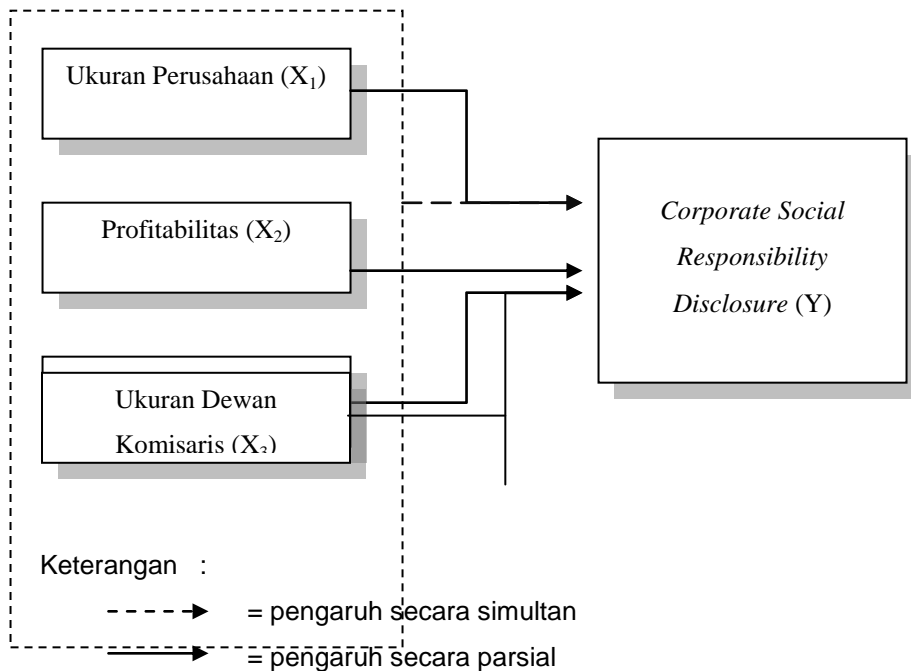 Ukuran Perusahaan (X₁)
Profitabilitas (X₂)
Ukuran Dewan
Komisaris (X₃)
Corporate Social
Responsibility
Disclosure (Y)
Keterangan :
= pengaruh secara simultan
= pengaruh secara parsial